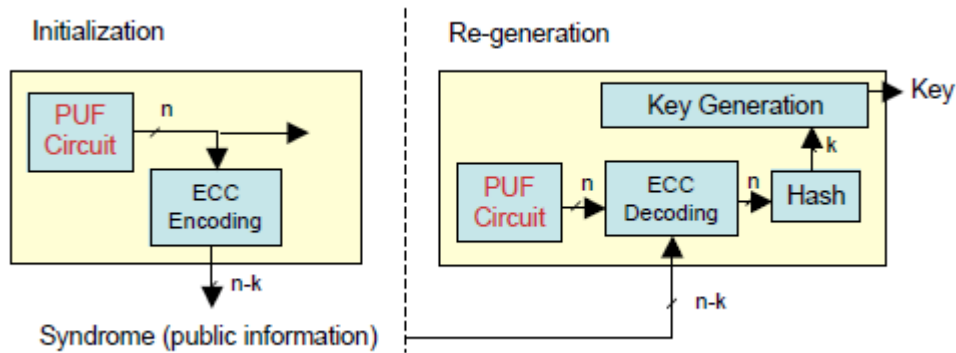 Initialization
PUF
Circuit
n
ECC
Encoding
n-k
Syndrome (public information)
Re-generation
Key Generation
Key
k
PUF
Circuit
n
ECC
Decoding
n
Hash
n-k